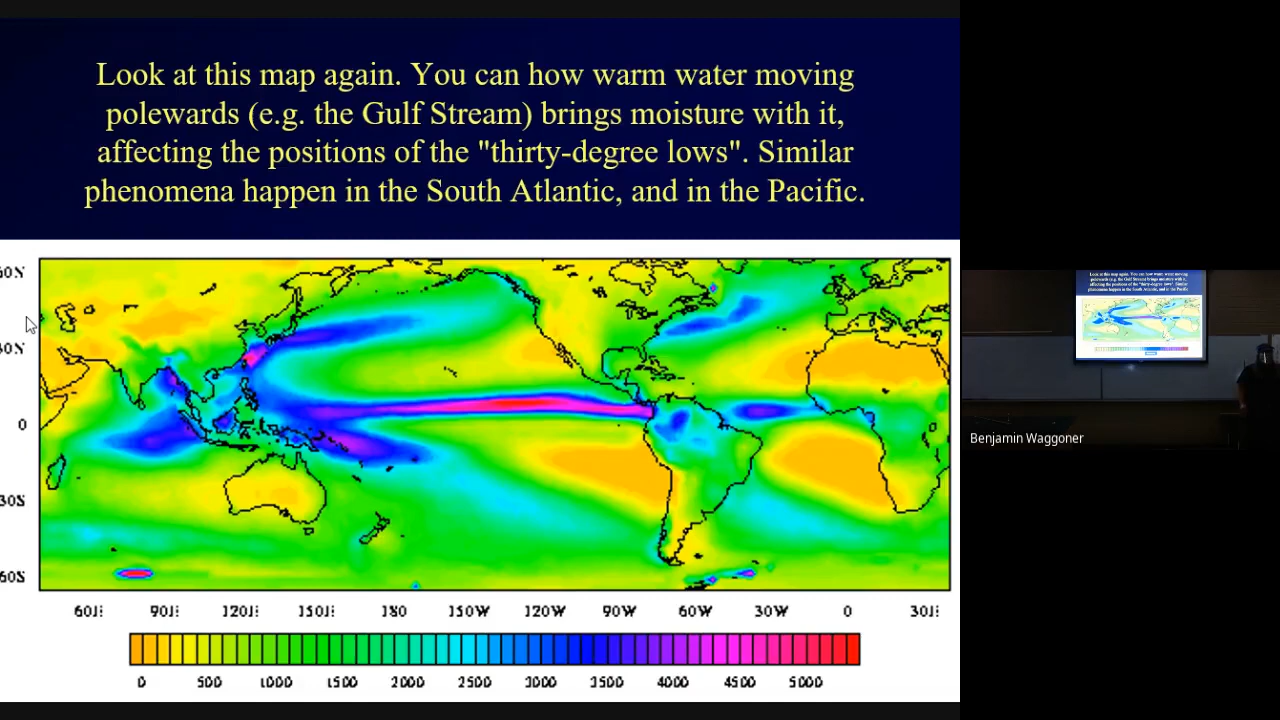 Look at this map again. You can how warm water moving
polewards (e.g. the Gulf Stream) brings moisture with it,
affecting the positions of the "thirty-degree lows". Similar
phenomena happen in the South Atlantic, and in the Pacific.
0
30S
60S
180 150W 120W 90W 60W 30W 0
0 500 1000 1500 2000 2500 3000 3500 4000 4500 5000
Benjamin Waggoner